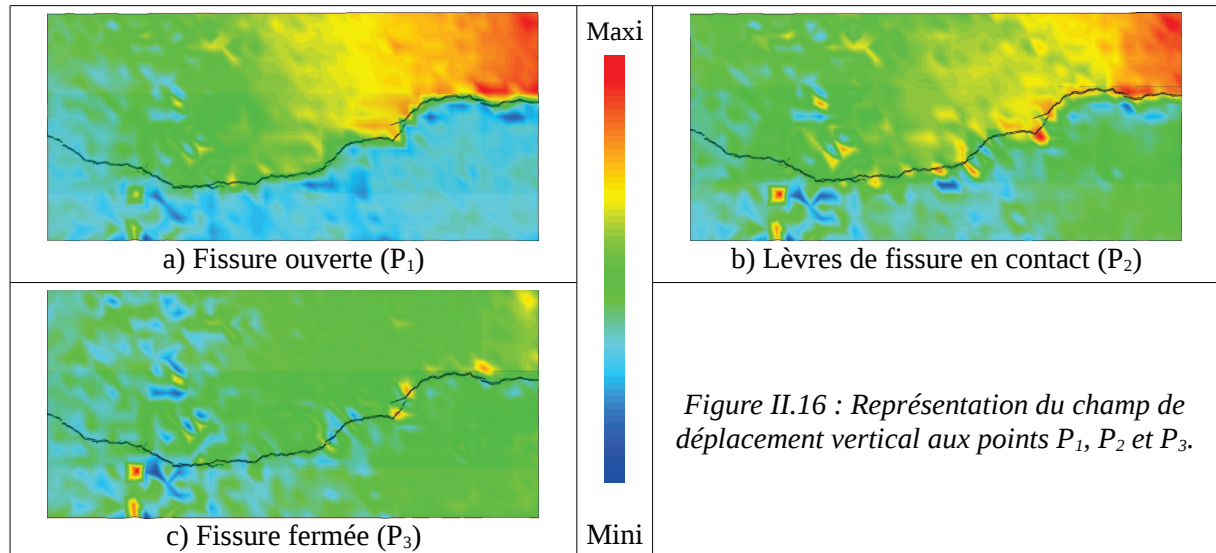 Maxi
a) Fissure ouverte (P₁)
b) Lèvres de fissure en contact (P₂)
c) Fissure fermée (P₃)
Mini
Figure II.16 : Représentation du champ de
déplacement vertical aux points P₁, P₂ et P₃.